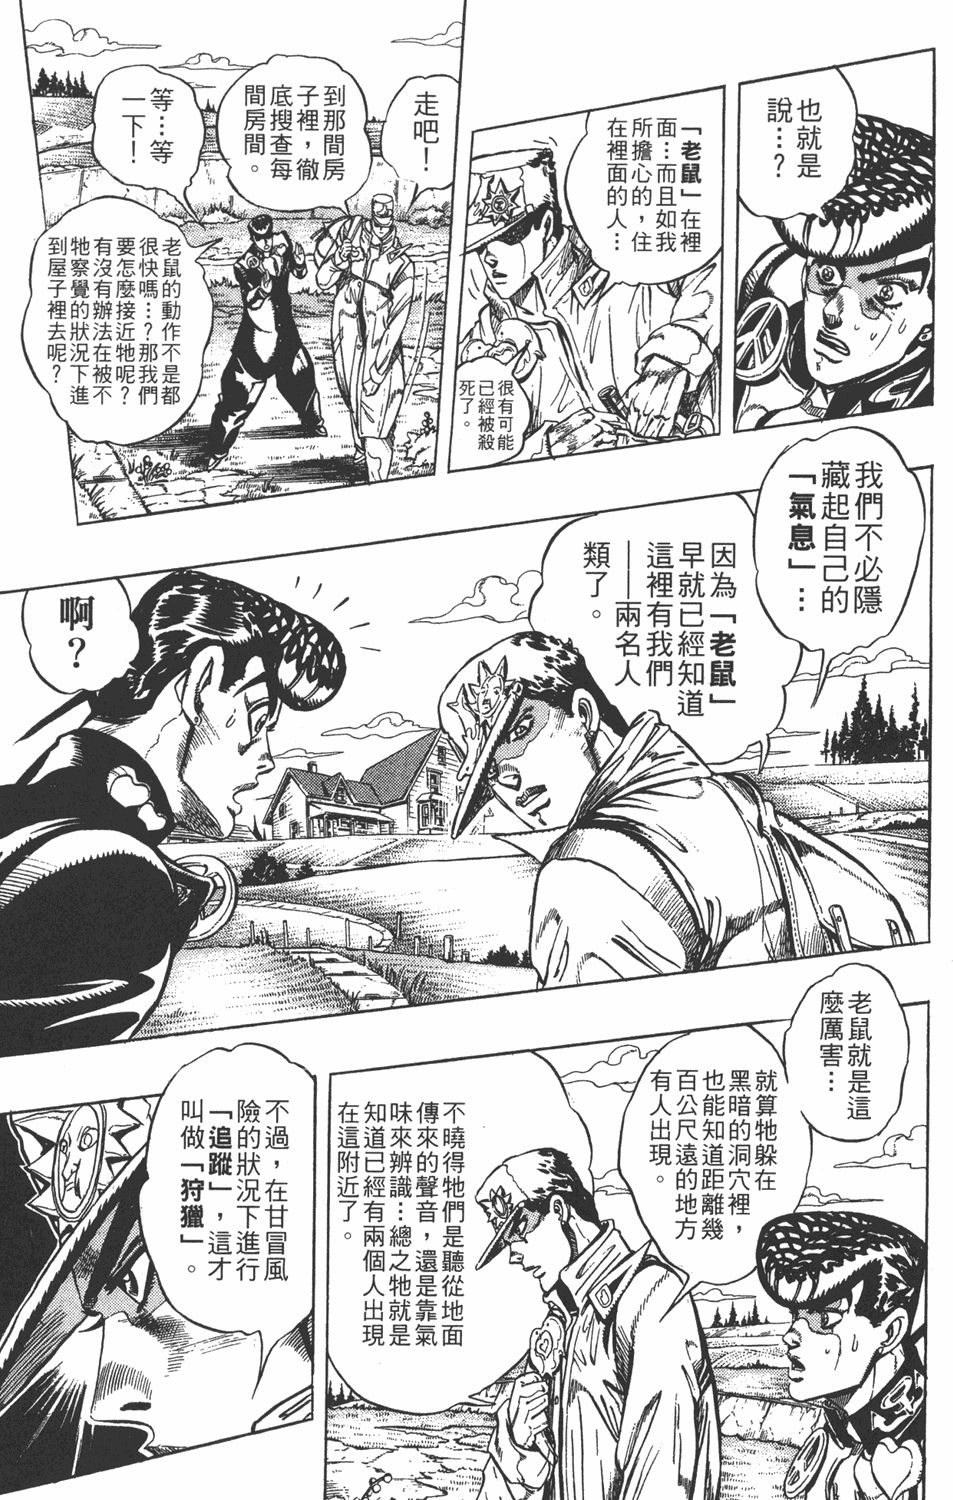 也就是
說…？
「老鼠」在裡
面…而且如我
所擔心的，住
在裡面的人…
很有可能
已經被殺
死了。
走吧！
到那間房
子裡，徹
底搜查每
間房間。
等…等
一下！
老鼠的動作不是都
很快嗎…？那我們
要怎麼接近牠呢？
有沒有辦法在被不
牠察覺的狀況下進
到屋子裡去呢？
我們不必隱
藏起自己的
「氣息」…
因為「老鼠」
早就已經知道
這裡有我們
——兩名人
類了。
啊？
老鼠就是這
麼厲害…
就算牠躲在
黑暗的洞穴裡，
也能知道距離幾
百公尺遠的地方
有人出現。
不曉得牠們是聽從地面
傳來的聲音，還是靠氣
味來辨識…總之牠就是
知道已經有兩個人出現
在這附近了。
不過，在甘冒風
險的狀況下進行
「追蹤」，這才
叫做「狩獵」。